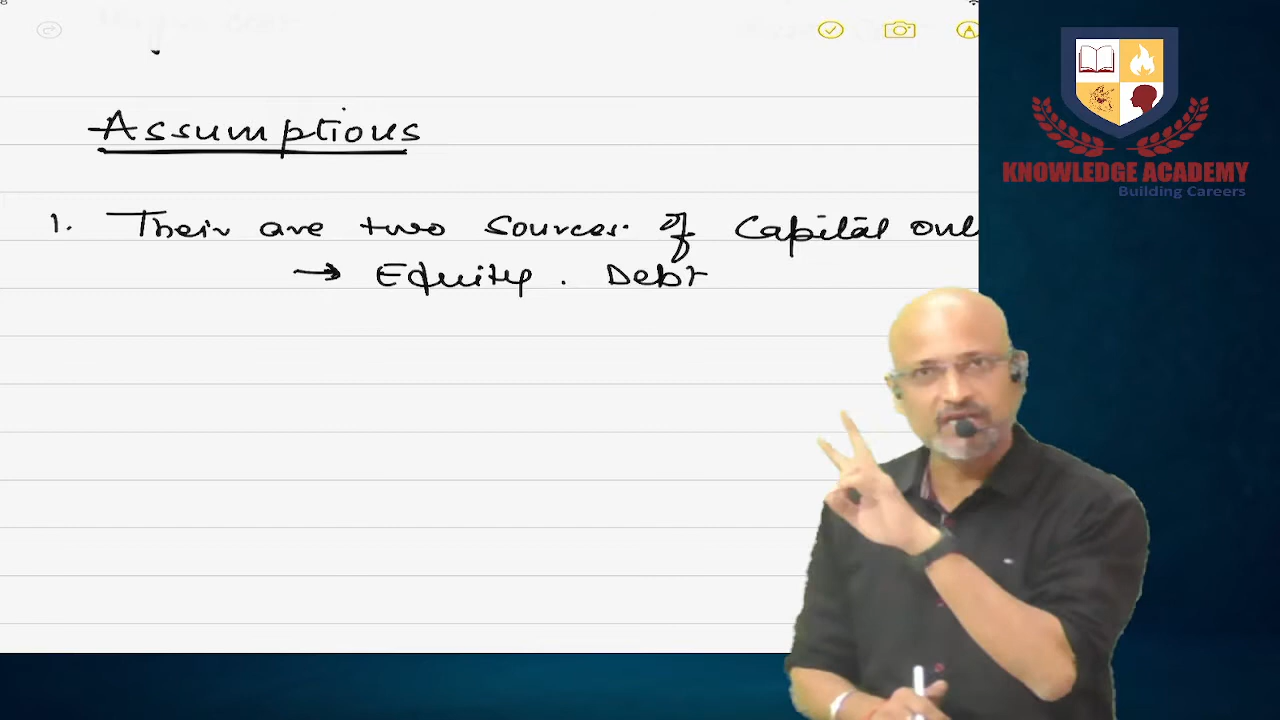 Assumptions
1. Their are two sources of Capital onl
→ Equity. Debt
KNOWLEDGE ACADEMY
Building Careers